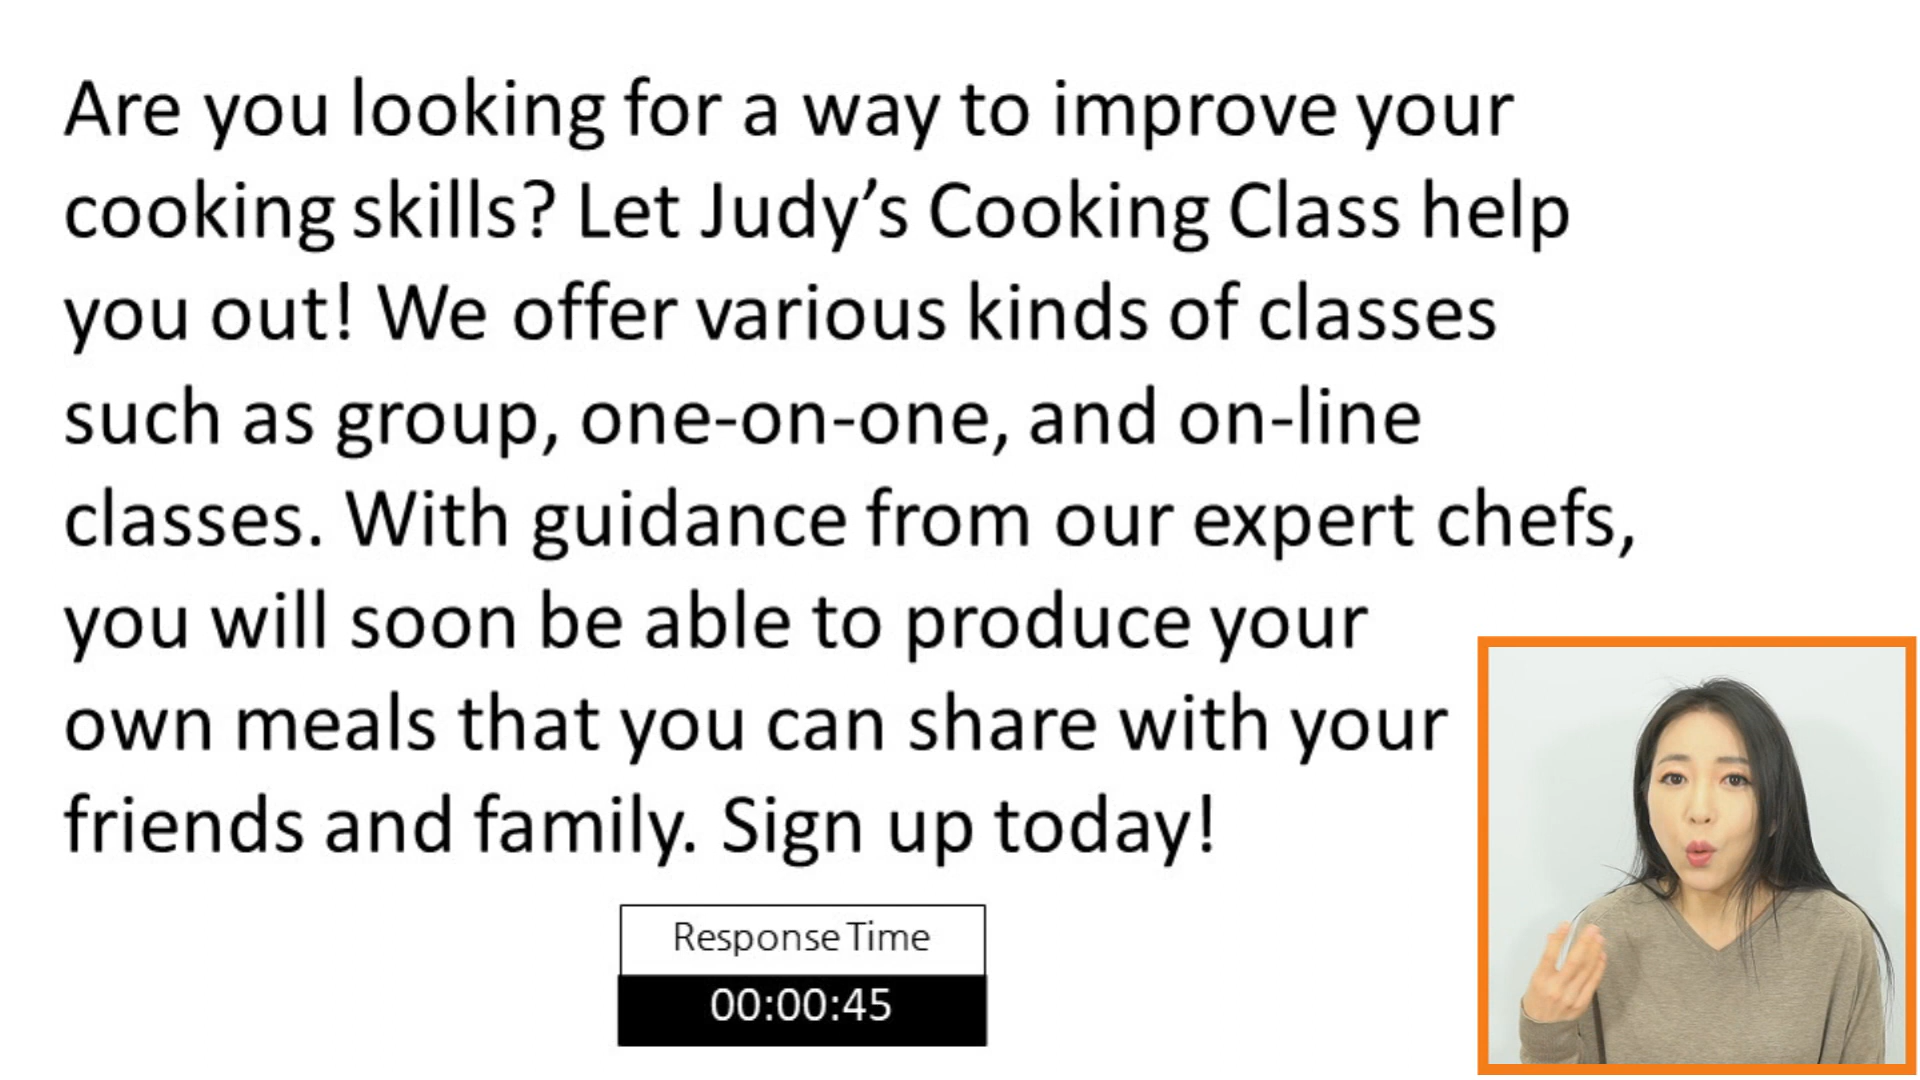 Are you looking for a way to improve your
cooking skills? Let Judy’s Cooking Class help
you out! We offer various kinds of classes
such as group, one-on-one, and on-line
classes. With guidance from our expert chefs,
you will soon be able to produce your
own meals that you can share with your
friends and family. Sign up today!
Response Time
00:00:45